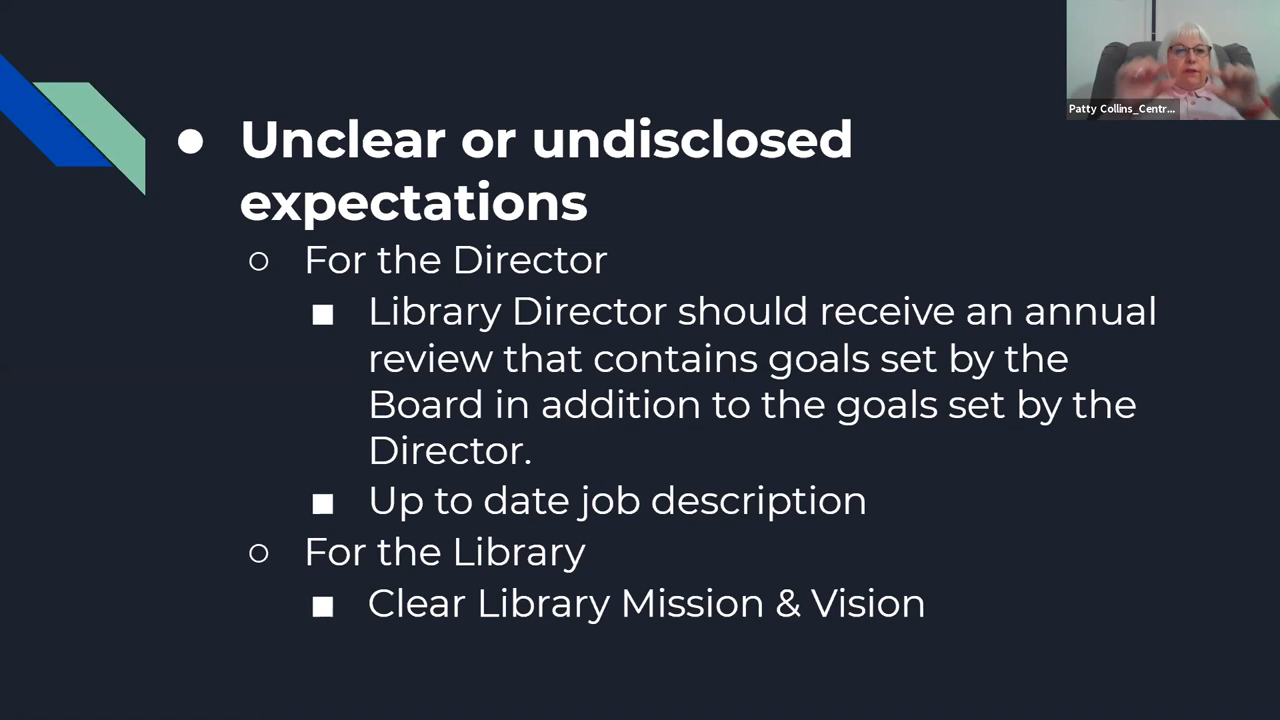 Patty Collins_Centr...
● Unclear or undisclosed
expectations
○ For the Director
■ Library Director should receive an annual
review that contains goals set by the
Board in addition to the goals set by the
Director.
■ Up to date job description
○ For the Library
■ Clear Library Mission & Vision